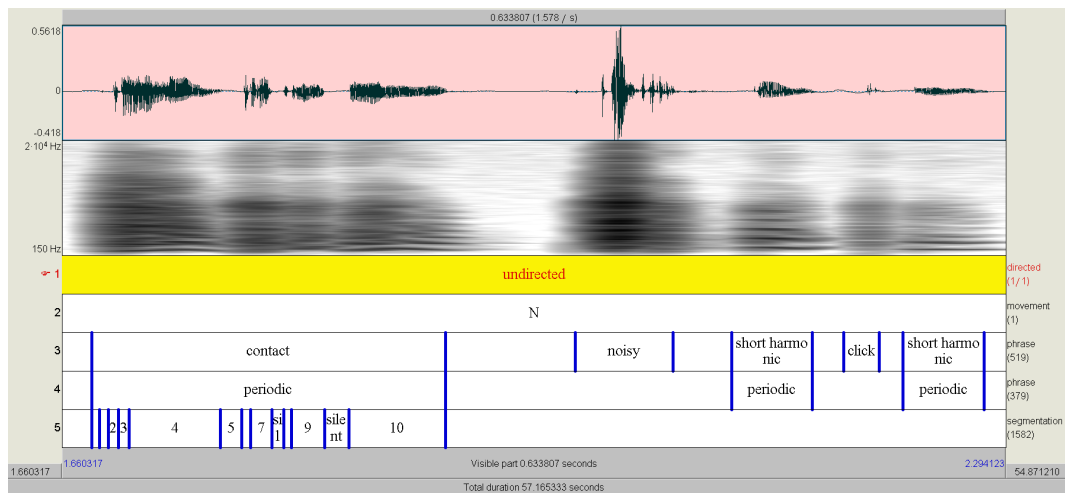 0.633807 (1.578 / s)
0.5618
0
-0.418
2·10⁴ Hz
150 Hz
1
undirected
directed
(1/1)
2
N
movement
(1)
3
contact
noisy
short harmo
nic
click
short harmo
nic
phrase
(519)
4
periodic
periodic
periodic
phrase
(379)
5
2
3
4
5
7
si
l
9
sile
nt
10
segmentation
(1582)
1.660317
1.660317
Visible part 0.633807 seconds
2.294123
54.871210
Total duration 57.165333 seconds